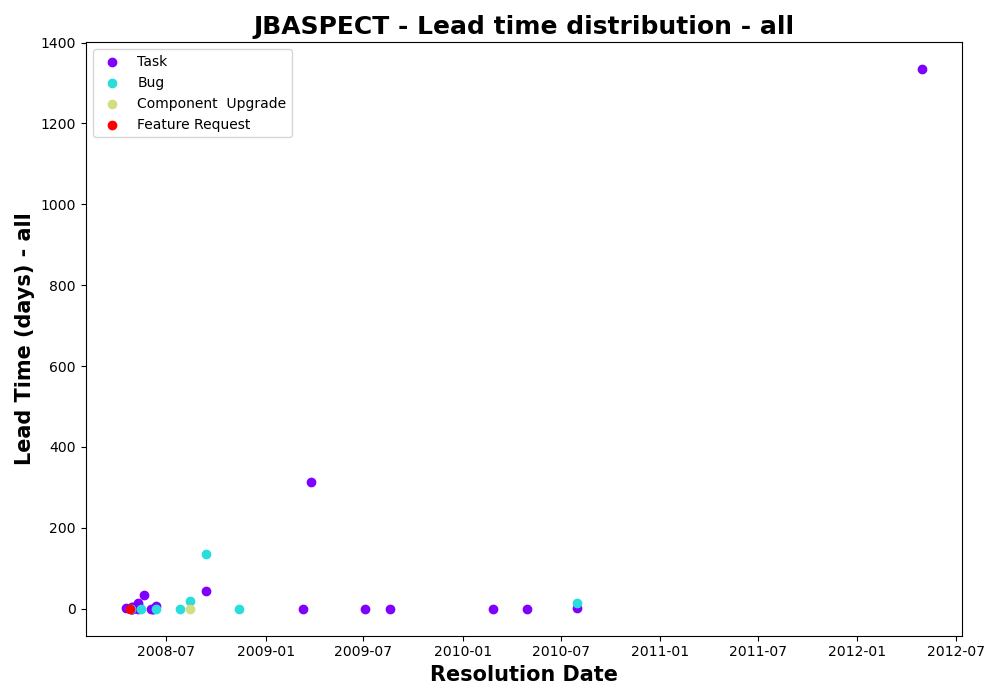 JBASPECT - Lead time distribution - all
Task
Bug
Component  Upgrade
Feature Request
1400
1200
1000
800
600
400
200
0
Lead Time (days) - all
2008-07
2009-01
2009-07
2010-01
2010-07
2011-01
2011-07
2012-01
2012-07
Resolution Date